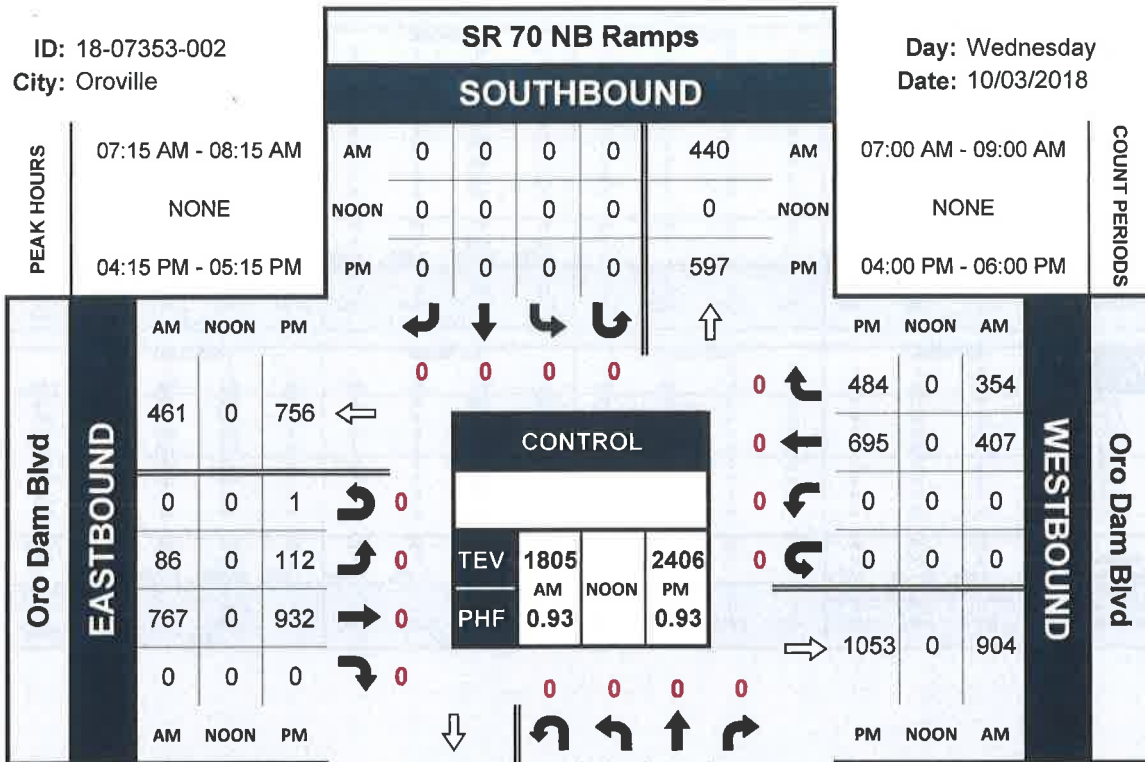 ID: 18-07353-002
City: Oroville
SR 70 NB Ramps
SOUTHBOUND
Day: Wednesday
Date: 10/03/2018
PEAK HOURS
07:15 AM - 08:15 AM
NONE
04:15 PM - 05:15 PM
AM 0 0 0 0 440 AM
NOON 0 0 0 0 0 NOON
PM 0 0 0 0 597 PM
07:00 AM - 09:00 AM
NONE
04:00 PM - 06:00 PM
COUNT PERIODS
0 0 0 0
Oro Dam Blvd
EASTBOUND
AM NOON PM
461 0 756
0 0 1 0
86 0 112 0
767 932 0
0 0 0 0
AM NOON PM
CONTROL
TEV 1805 2406
AM NOON PM
PHF 0.93 0.93
PM NOON AM
0 484 0 354
0 695 0 407
0 0 0 0
0 0 0 0
1053 0 904
PM NOON AM
WESTBOUND
Oro Dam Blvd
0 0 0 0